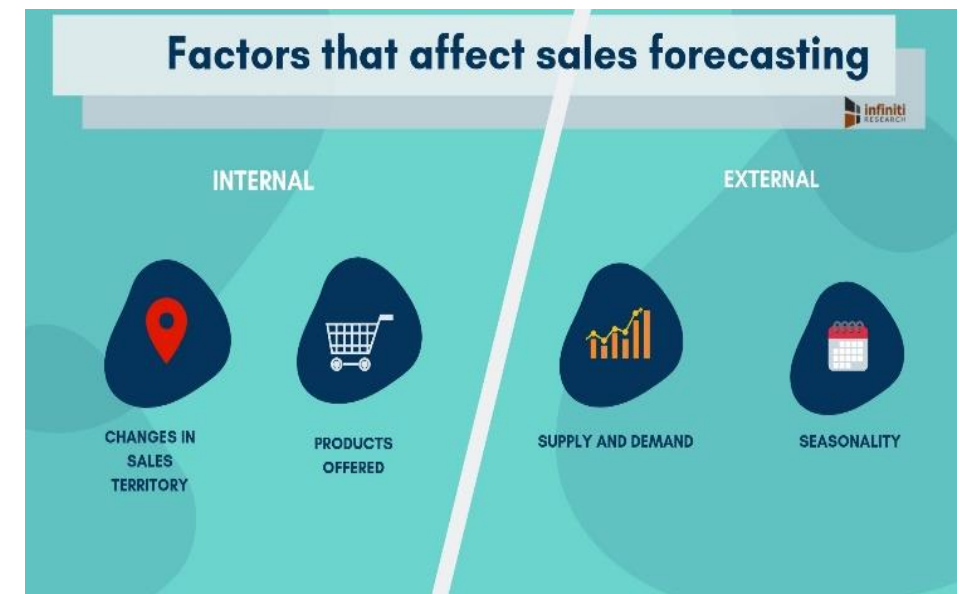 Factors that affect sales forecasting
infiniti
RESEARCH
INTERNAL
EXTERNAL
CHANGES IN
SALES
TERRITORY
PRODUCTS
OFFERED
SUPPLY AND DEMAND
SEASONALITY